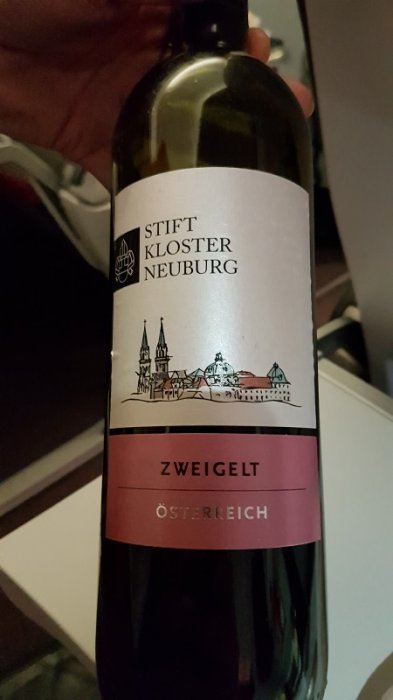 STIFT
KLOSTER
NEUBURG
ZWEIGELT
ÖSTERREICH